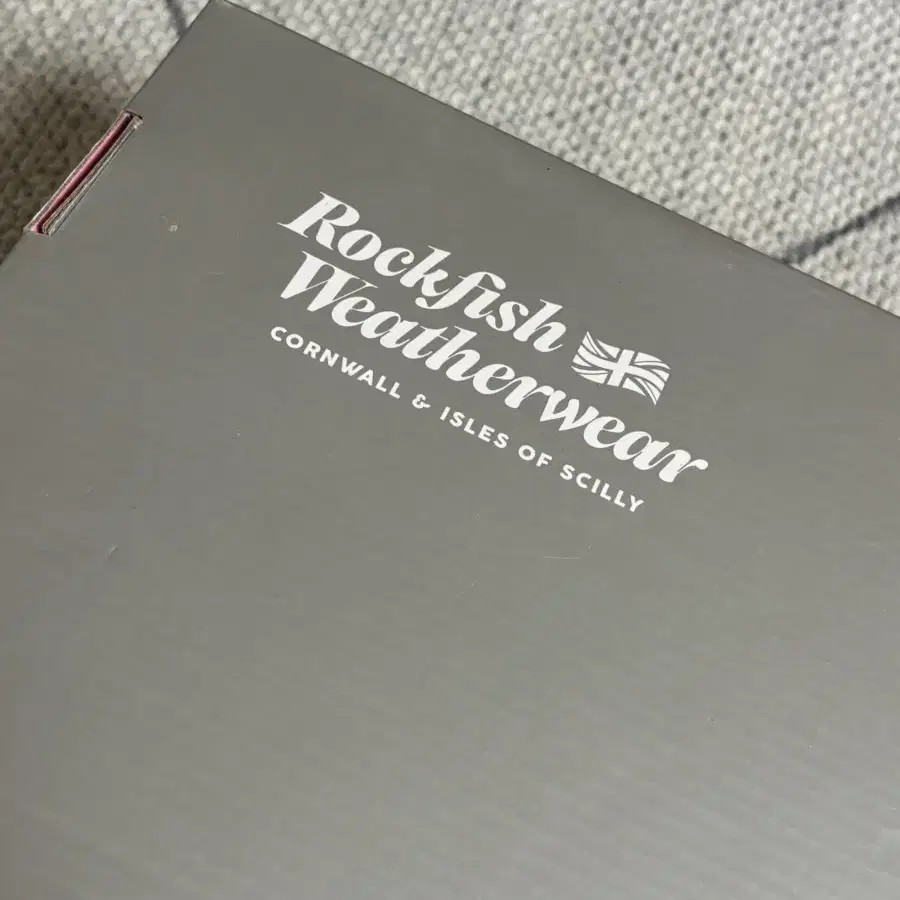 Rockfish
Weatherwear
CORNWALL & ISLES OF SCILLY